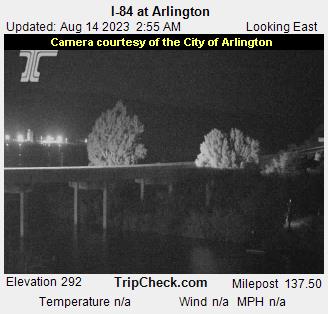 I-84 at Arlington
Updated: Aug 14 2023 2:55 AM Looking East
Camera courtesy of the City of Arlington
Elevation 292 TripCheck.com Milepost 137.50
Temperature n/a Wind n/a MPH n/a